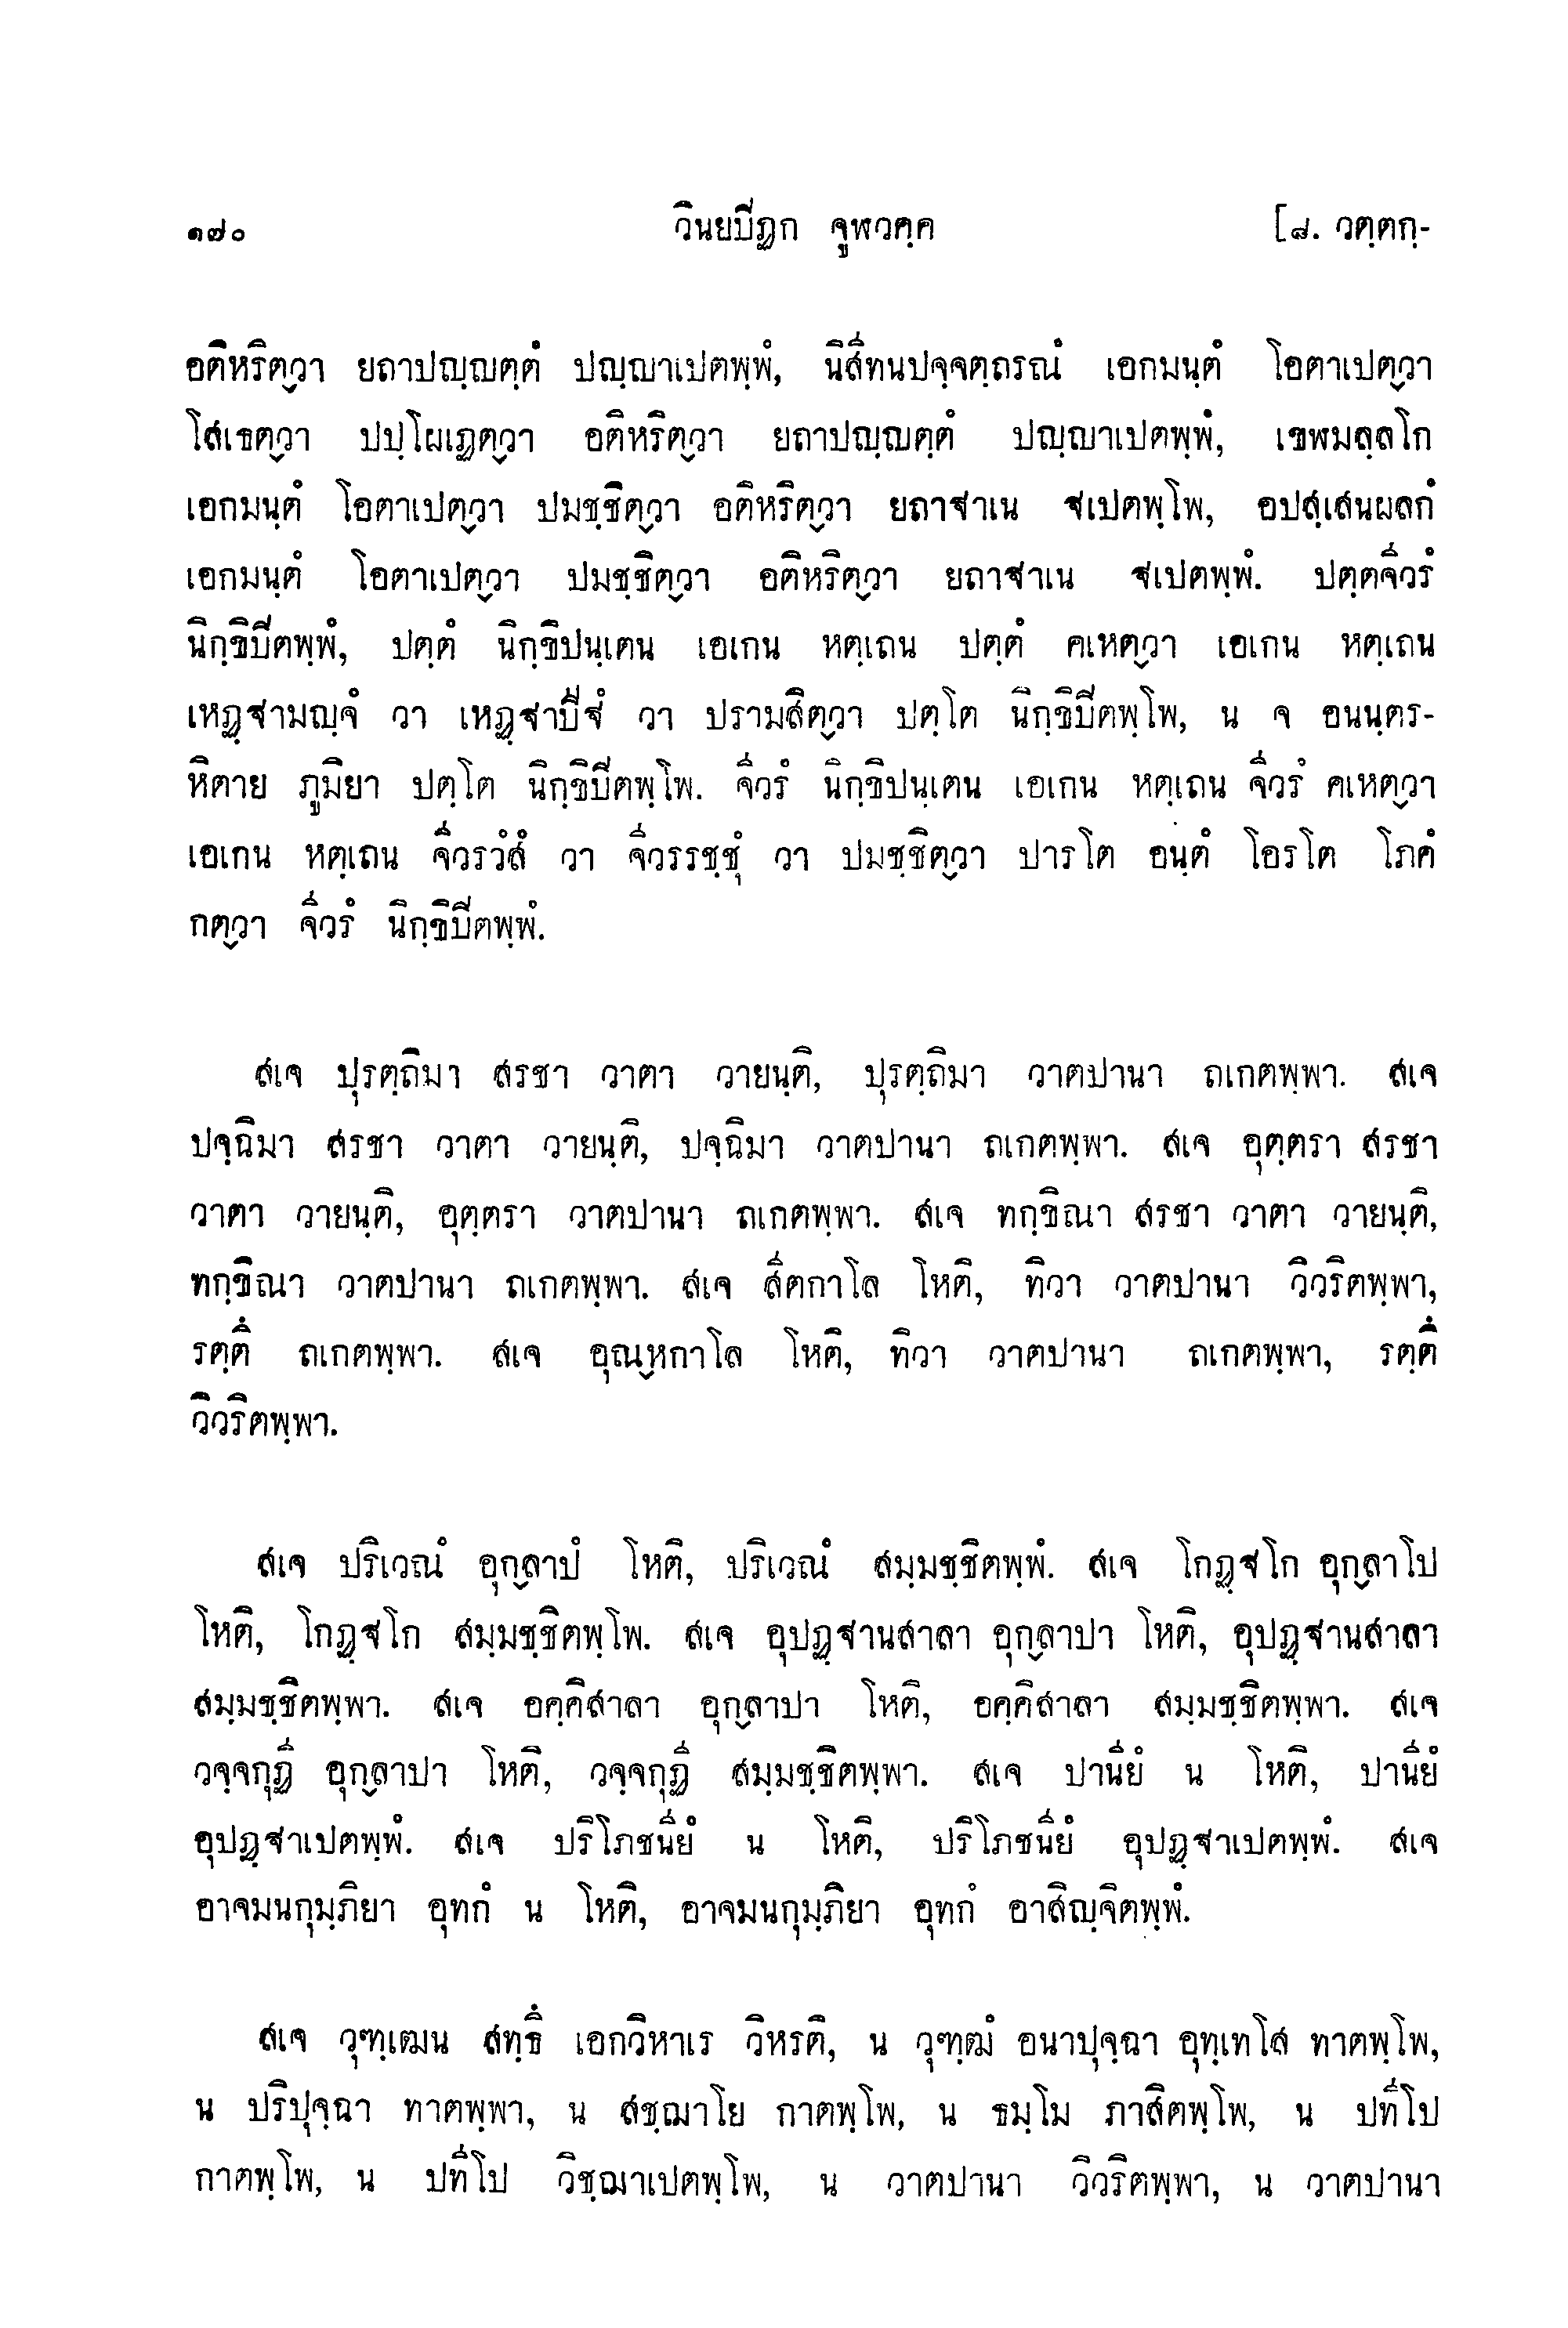 ๑๗๐ วินยปีฏก จูฬวคฺค [๘. วตฺตกฺ-
อติหริตฺวา ยถาปญฺญตฺตํ ปญฺญาเปตพฺพํ, นิสีทนปจฺจตฺถรณํ เอกมนฺตํ โอตาเปตฺวา
โสเธตฺวา ปปฺโผเฏตฺวา อติหริตฺวา ยถาปญฺญตฺตํ ปญฺญาเปตพฺพํ, เขฬมลฺลโก
เอกมนฺตํ โอตาเปตฺวา ปมชฺชิตฺวา อติหริตฺวา ยถาฐาเน ฐเปตพฺโพ, อปสฺเสนผลกํ
เอกมนฺตํ โอตาเปตฺวา ปมชฺชิตฺวา อติหริตฺวา ยถาฐาเน ฐเปตพฺพํ. ปตฺตจีวรํ
นิกฺขิปีตพฺพํ, ปตฺตํ นิกฺขิปนฺเตน เอเกน หตฺเถน ปตฺตํ คเหตฺวา เอเกน หตฺเถน
เหฏฺฐามญฺจํ วา เหฏฺฐาปีฐํ วา ปรามสิตฺวา ปตฺโต นิกฺขิปีตพฺโพ, น จ อนนฺตร-
หิตาย ภูมิยา ปตฺโต นิกฺขิปีตพฺโพ. จีวรํ นิกฺขิปนฺเตน เอเกน หตฺเถน จีวรํ คเหตฺวา
เอเกน หตฺเถน จีวรวํสํ วา จีวรรชฺชุํ วา ปมชฺชิตฺวา ปารโต อนฺตํ โอรโต โภคํ
กตฺวา จีวรํ นิกฺขิปีตพฺพํ.
สเจ ปุรตฺถิมา สรชา วาตา วายนฺติ, ปุรตฺถิมา วาตปานา ถเกตพฺพา. สเจ
ปจฺฉิมา สรชา วาตา วายนฺติ, ปจฺฉิมา วาตปานา ถเกตพฺพา. สเจ อุตฺตรา สรชา
วาตา วายนฺติ, อุตฺตรา วาตปานา ถเกตพฺพา. สเจ ทกฺขิณา สรชา วาตา วายนฺติ,
ทกฺขิณา วาตปานา ถเกตพฺพา. สเจ สีตกาโล โหติ, ทิวา วาตปานา วิวริตพฺพา,
รตฺตึ ถเกตพฺพา. สเจ อุณฺหกาโล โหติ, ทิวา วาตปานา ถเกตพฺพา, รตฺตึ
วิวริตพฺพา.
สเจ ปริเวณํ อุกฺลาปํ โหติ, ปริเวณํ สมฺมชฺชิตพฺพํ. สเจ โกฏฺฐโก อุกฺลาโป
โหติ, โกฏฺฐโก สมฺมชฺชิตพฺโพ. สเจ อุปฏฺฐานสาลา อุกฺลาปา โหติ, อุปฏฺฐานสาลา
สมฺมชฺชิตพฺพา. สเจ อคฺคิสาลา อุกฺลาปา โหติ, อคฺคิสาลา สมฺมชฺชิตพฺพา. สเจ
วจฺจกุฏี อุกฺลาปา โหติ, วจฺจกุฏี สมฺมชฺชิตพฺพา. สเจ ปานียํ น โหติ, ปานียํ
อุปฏฺฐาเปตพฺพํ. สเจ ปริโภชนียํ น โหติ, ปริโภชนียํ อุปฏฺฐาเปตพฺพํ. สเจ
อาจมนกุมฺภิยา อุทกํ น โหติ, อาจมนกุมฺภิยา อุทกํ อาสิญฺจิตพฺพํ.
สเจ วุฑฺเฒน สทฺธึ เอกวิหาเร วิหรติ, น วุฑฺฒํ อนาปุจฺฉา อุทฺเทโส ทาตพฺโพ,
น ปริปุจฺฉา ทาตพฺพา, น สชฺฌาโย กาตพฺโพ, น ธมฺโม ภาสิตพฺโพ, น ปทีโป
กาตพฺโพ, น ปทีโป วิชฺฌาเปตพฺโพ, น วาตปานา วิวริตพฺพา, น วาตปานา